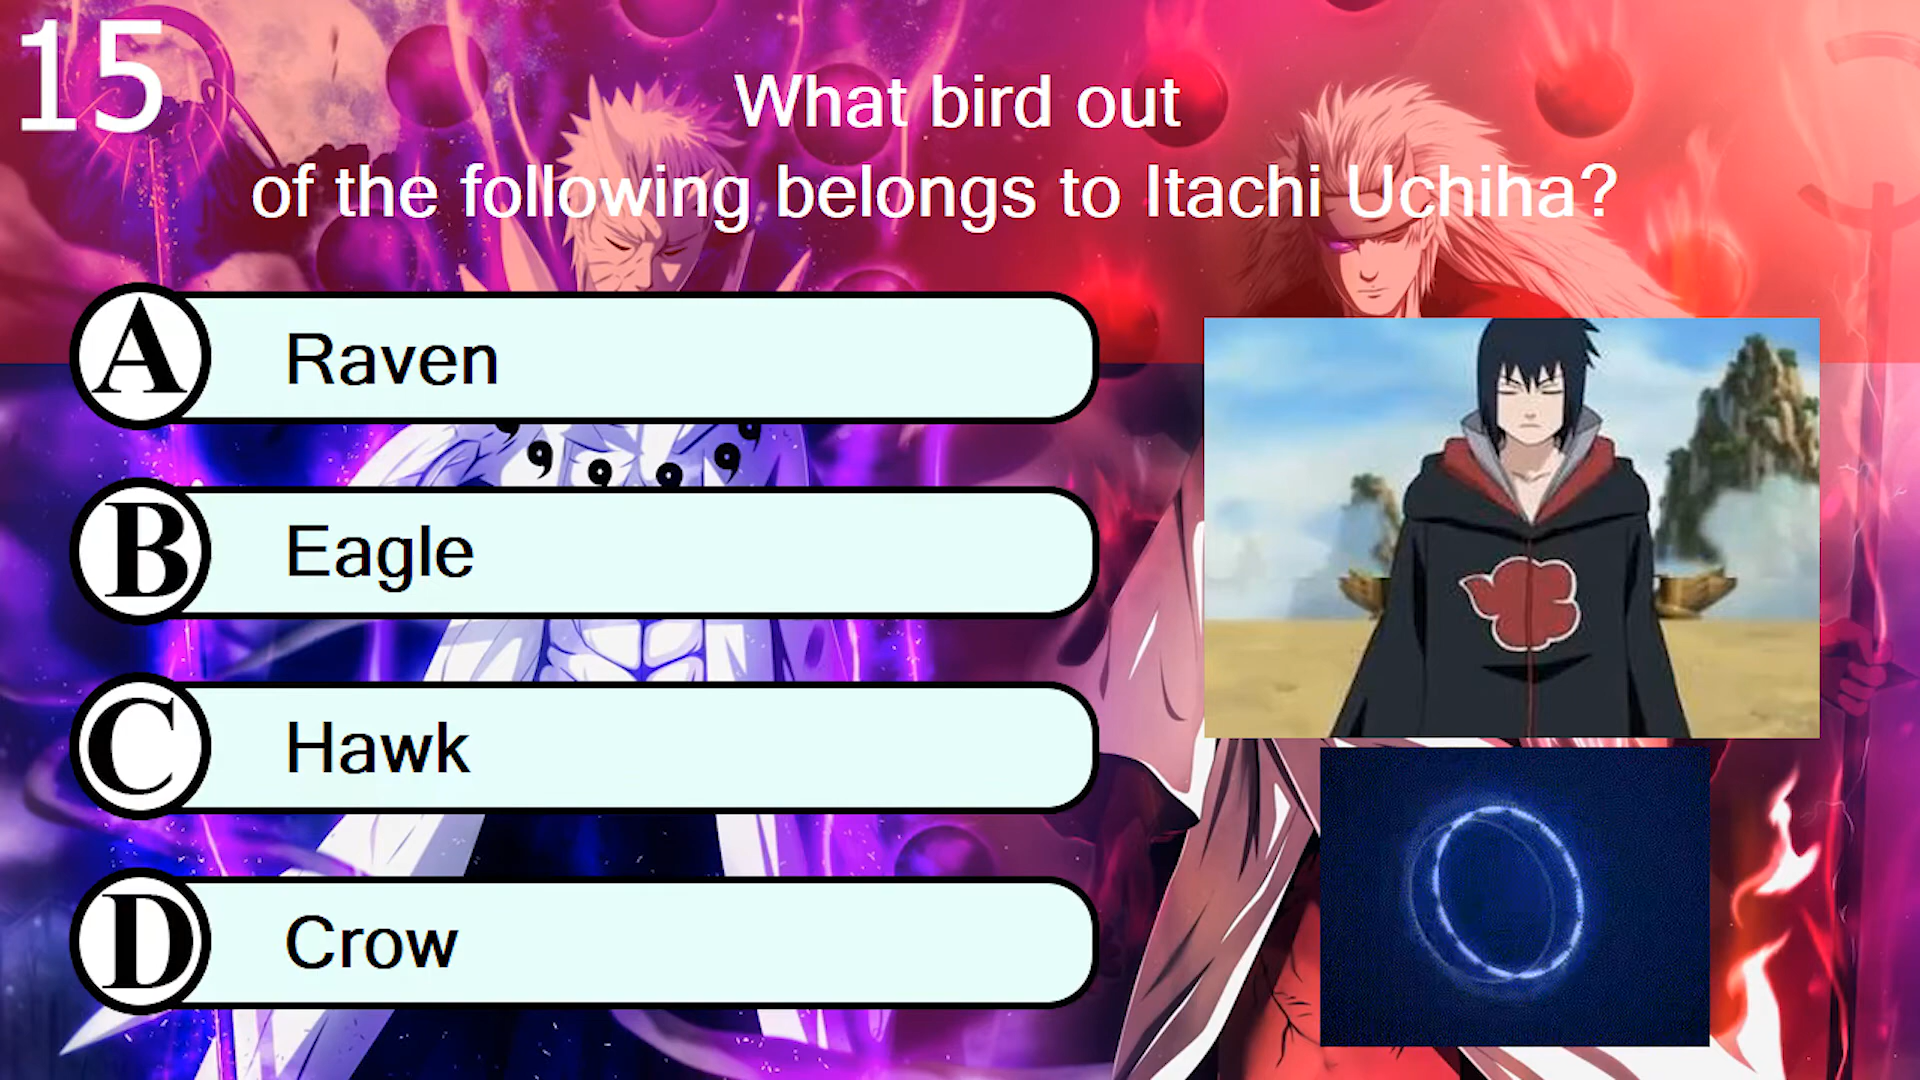 15
What bird out
of the following belongs to Itachi Uchiha?
A Raven
B Eagle
C Hawk
D Crow